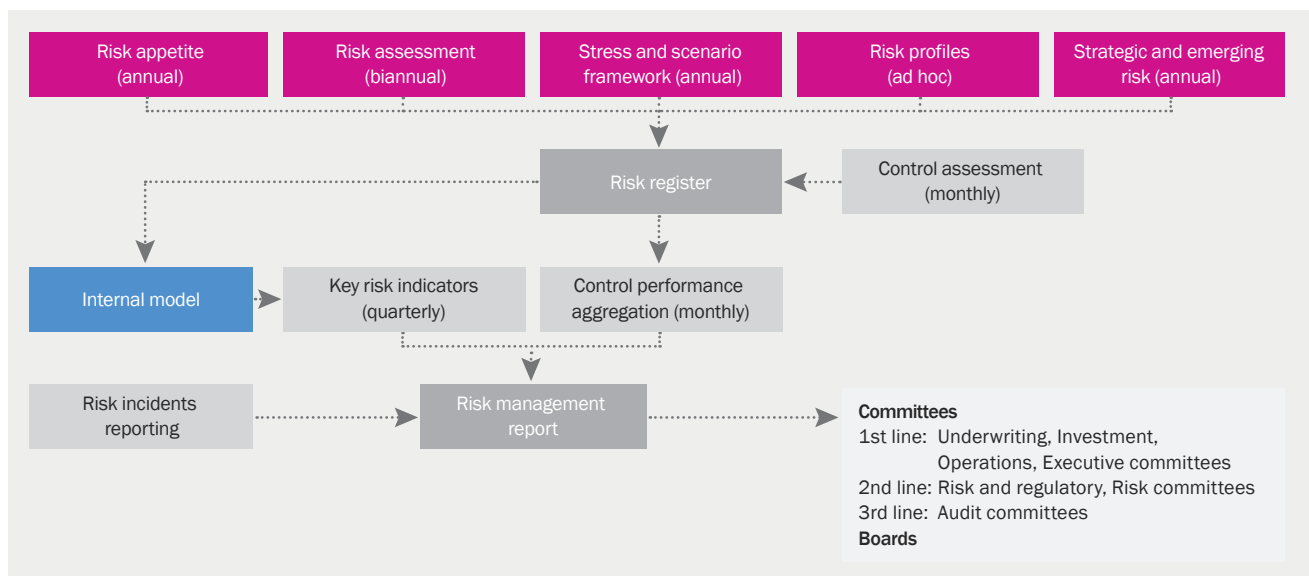 Risk appetite
(annual)
Risk assessment
(biannual)
Stress and scenario
framework (annual)
Risk profiles
(ad hoc)
Strategic and emerging
risk (annual)
Risk register
Control assessment
(monthly)
Internal model
Key risk indicators
(quarterly)
Control performance
aggregation (monthly)
Risk incidents
reporting
Risk management
report
Committees
1st line: Underwriting, Investment,
Operations, Executive committees
2nd line: Risk and regulatory, Risk committees
3rd line: Audit committees
Boards